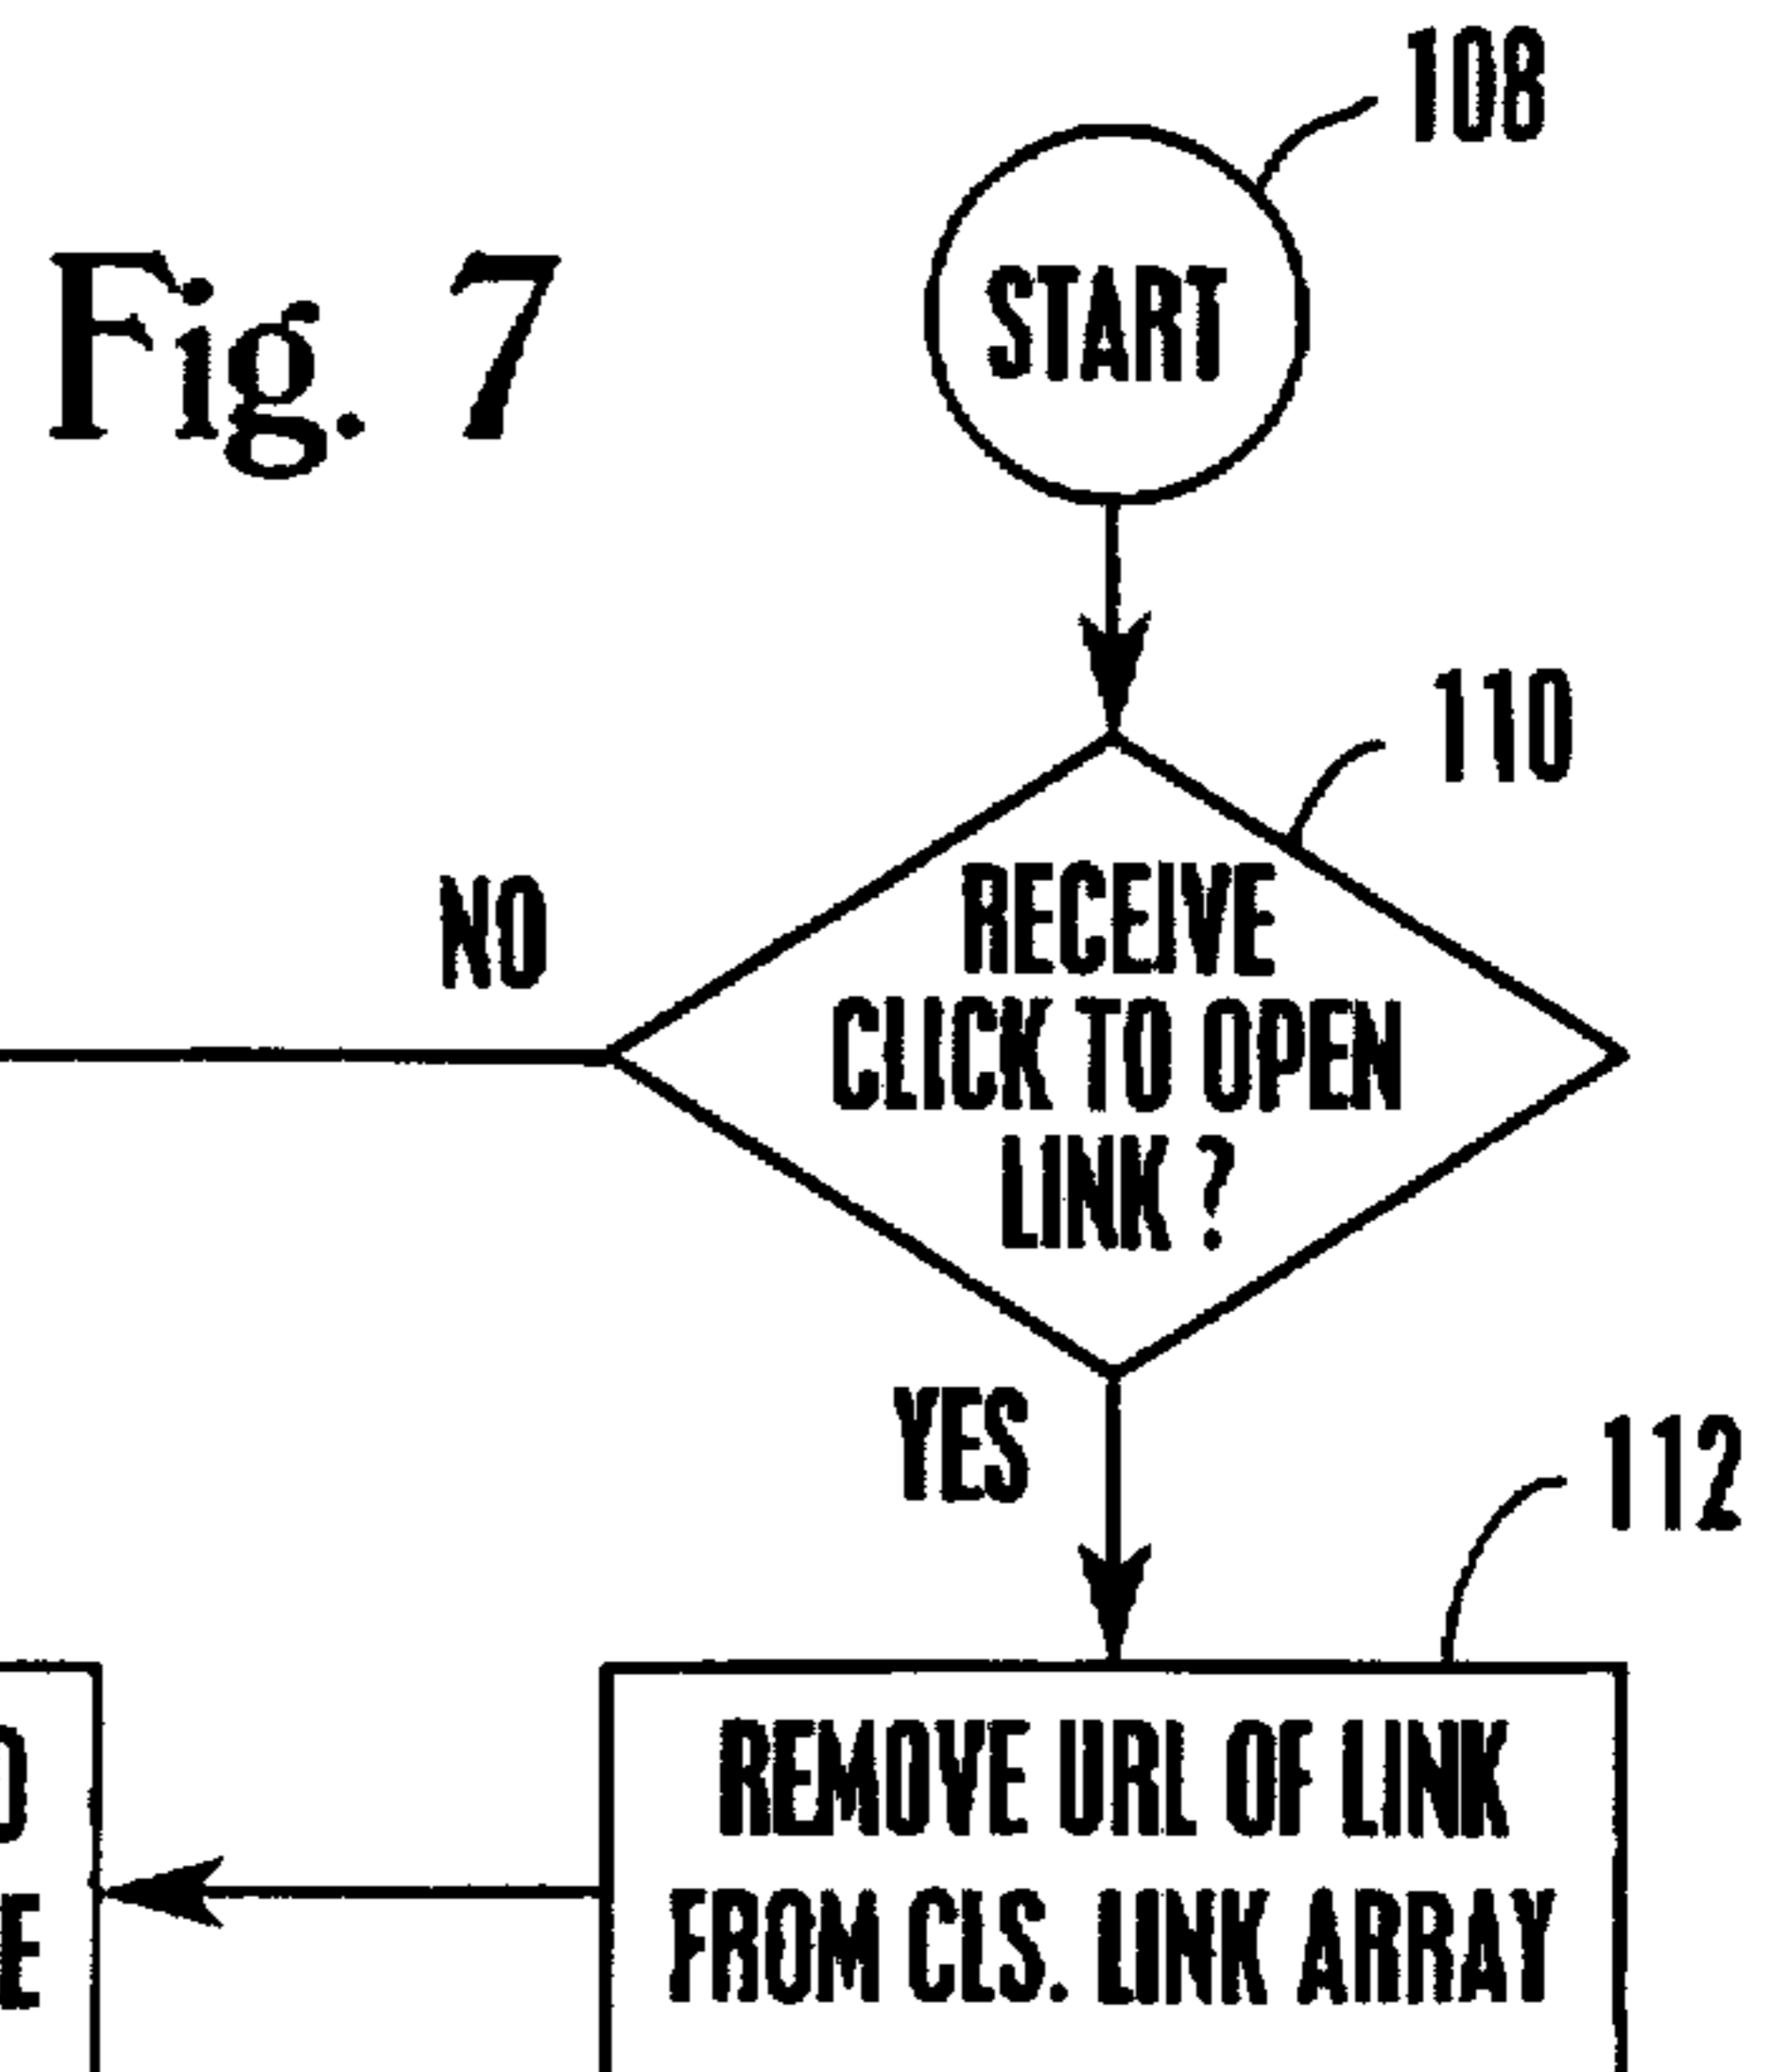 108
Fig. 7
START
110
NO
RECEIVE
CLICK TO OPEN
LINK ?
YES
112
REMOVE URL OF LINK
FROM CLS. LINK ARRAY